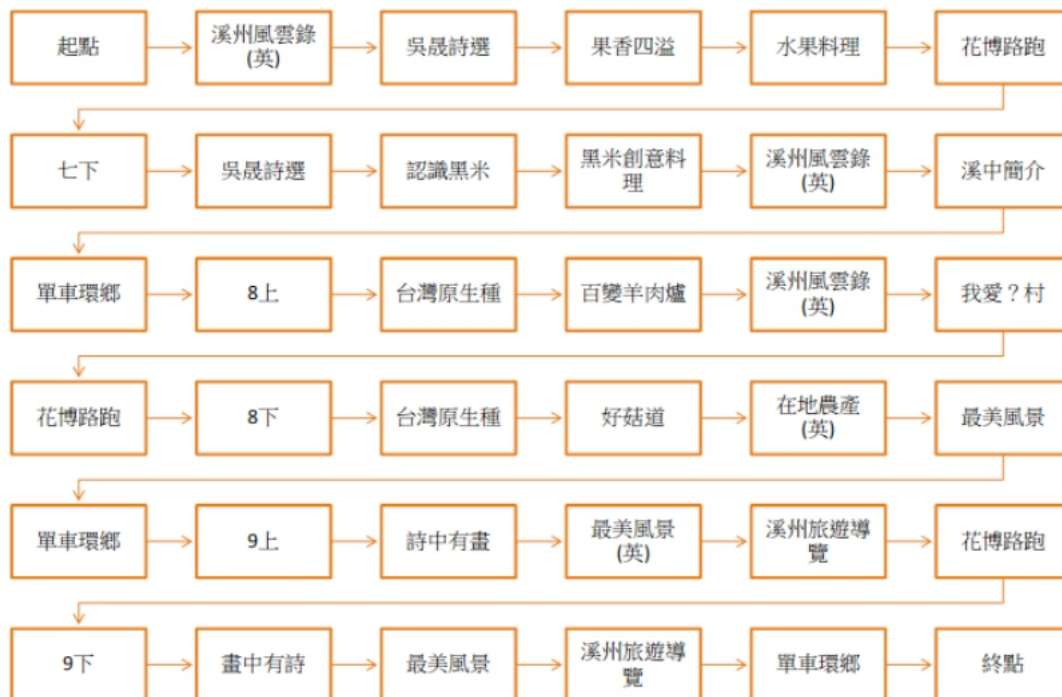 起點
溪州風雲錄
(英)
吳晟詩選
果香四溢
水果料理
花博路跑
七下
吳晟詩選
認識黑米
黑米創意料
理
溪州風雲錄
(英)
溪中簡介
單車環鄉
8上
台灣原生種
百變羊肉爐
溪州風雲錄
(英)
我愛？村
花博路跑
8下
台灣原生種
好菇道
在地農產
(英)
最美風景
單車環鄉
9上
詩中有畫
最美風景
(英)
溪州旅遊導
覽
花博路跑
9下
畫中有詩
最美風景
溪州旅遊導
覽
單車環鄉
終點